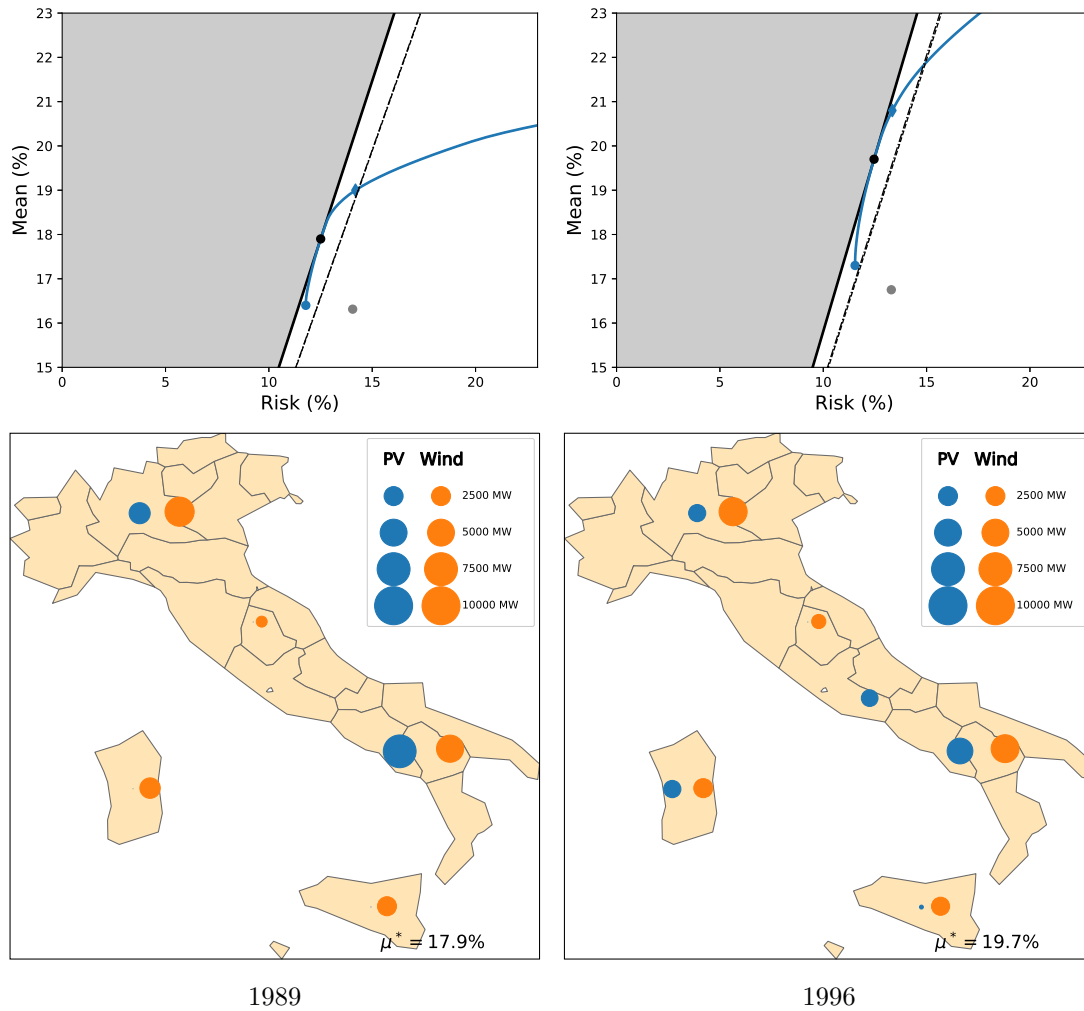 23
22
21
20
19
18
17
16
15
Mean (%)
0 5 10 15 20
Risk (%)
23
22
21
20
19
18
17
16
15
Mean (%)
0 5 10 15 20
Risk (%)
PV Wind
2500 MW
5000 MW
7500 MW
10000 MW
μ* = 17.9%
PV Wind
2500 MW
5000 MW
7500 MW
10000 MW
μ* = 19.7%
1989
1996